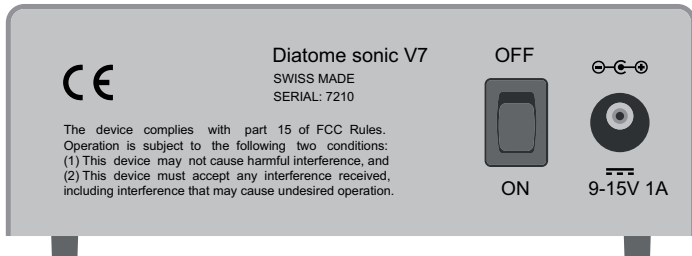 CE
Diatome sonic V7
SWISS MADE
SERIAL: 7210
The device complies with part 15 of FCC Rules.
Operation is subject to the following two conditions:
(1) This device may not cause harmful interference, and
(2) This device must accept any interference received,
including interference that may cause undesired operation.
OFF
ON
9-15V 1A